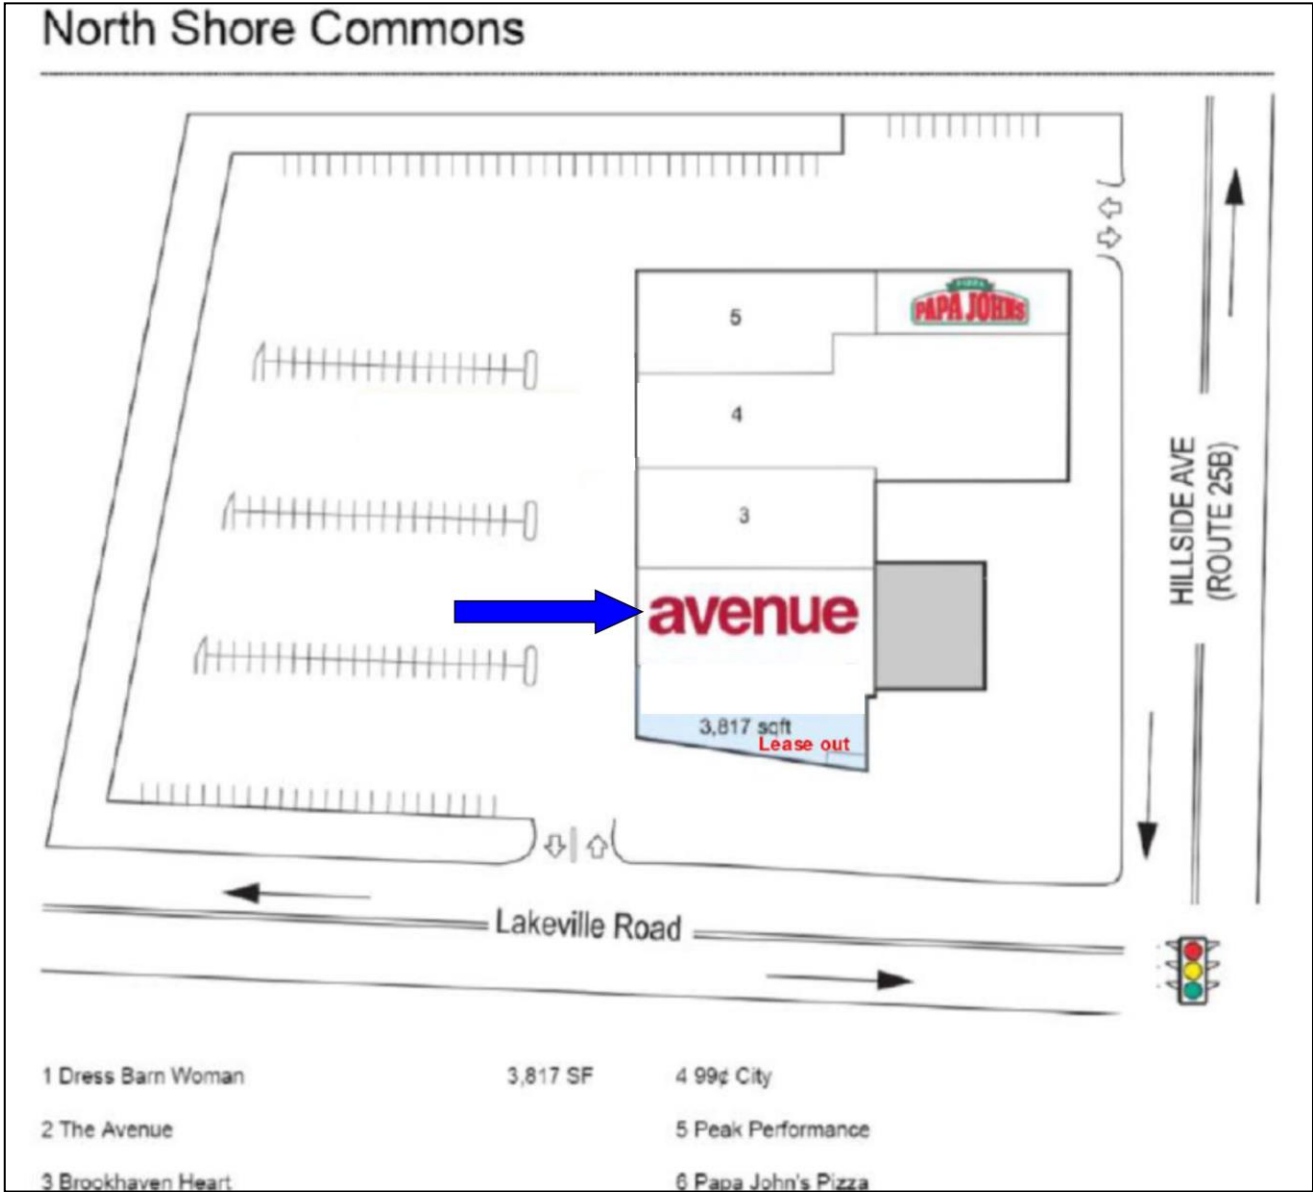 North Shore Commons
PIZZA
PAPA JOHNS
5
4
3
avenue
3,817 sqft
Lease out
HILLSIDE AVE
(ROUTE 25B)
Lakeville Road
1 Dress Barn Woman 3,817 SF 4 99¢ City
2 The Avenue 5 Peak Performance
3 Brookhaven Heart 6 Papa John's Pizza